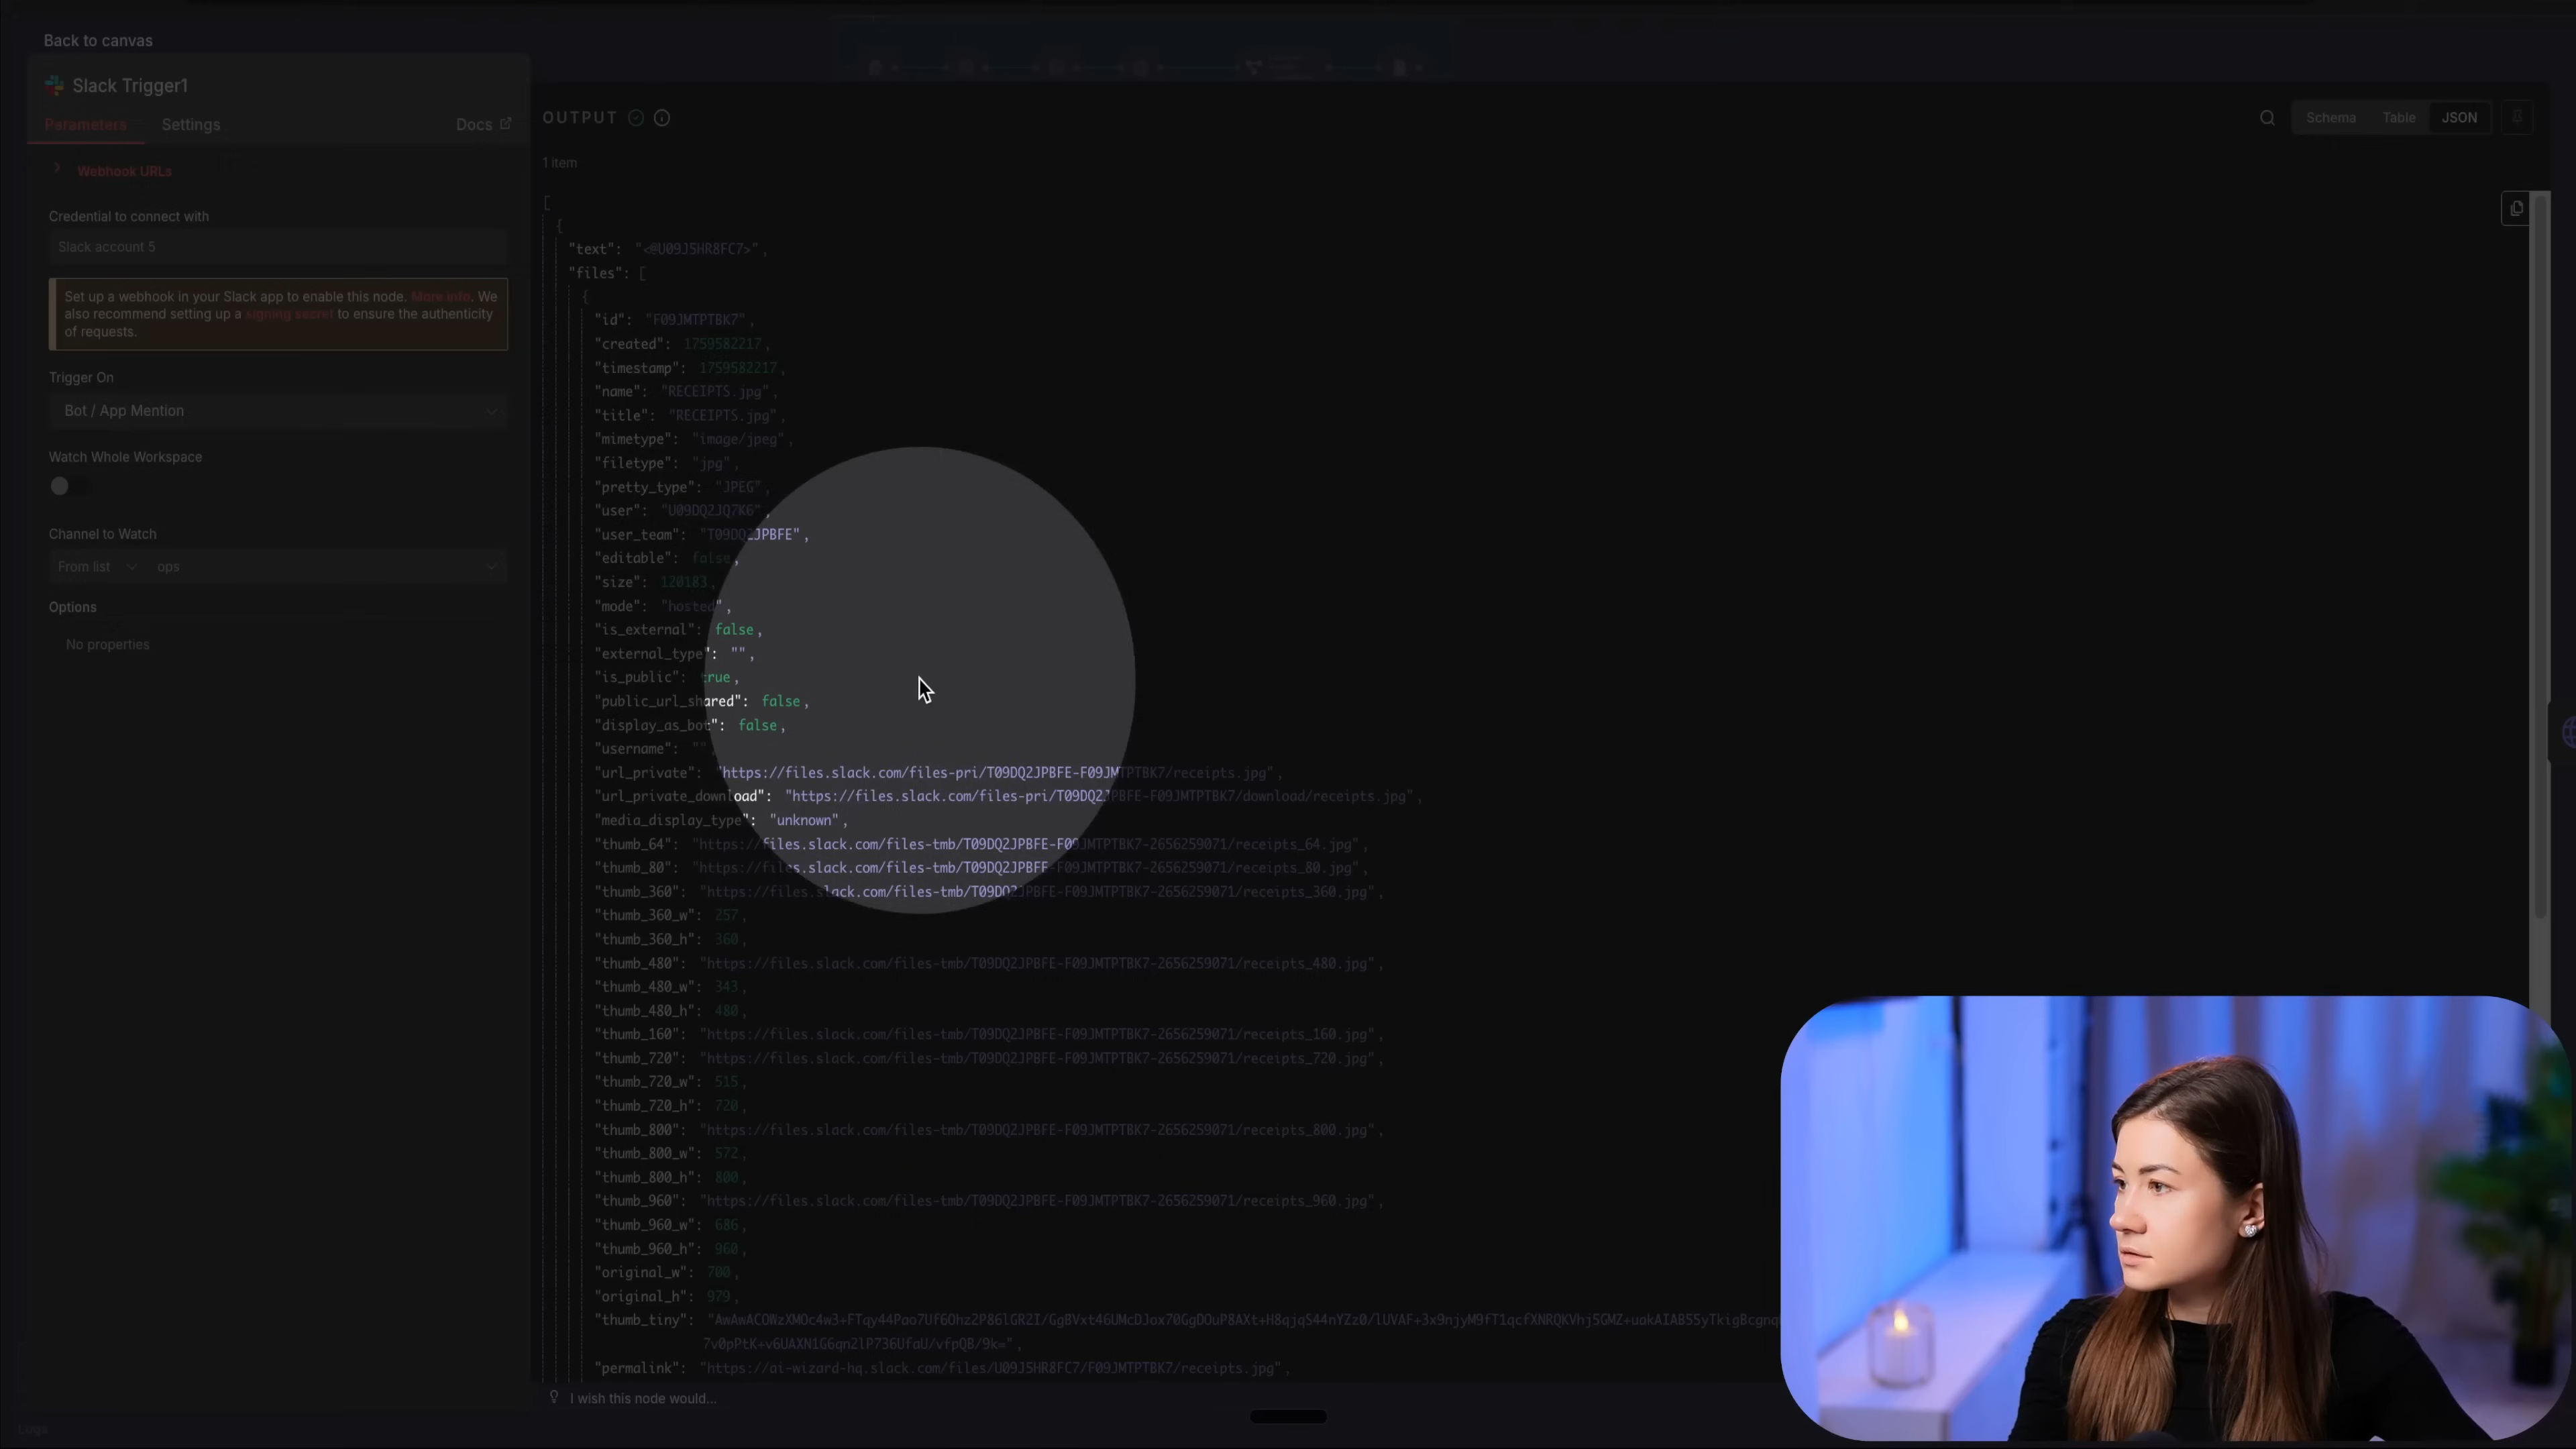 Back to canvas
Slack Trigger1
Parameters Settings Docs
Webhook URLs
Credential to connect with
Slack account 5
Set up a webhook in your Slack app to enable this node. More info. We
also recommend setting up a signing secret to ensure the authenticity
of requests.
Trigger On
Bot / App Mention
Watch Whole Workspace
Channel to Watch
From list ops
Options
No properties
OUTPUT
Schema Table JSON
1 item
[
{
"text": "<@U09J5HR8FC7>",
"files": [
{
"id": "F09JMTPTBK7",
"created": 1759582217,
"timestamp": 1759582217,
"name": "RECEIPTS.jpg",
"title": "RECEIPTS.jpg",
"mimetype": "image/jpeg",
"filetype": "jpg",
"pretty_type": "JPEG",
"user": "U09DQ2JQ7K6",
"user_team": "T09DQ2JPBFE",
"editable": false,
"size": 120183,
"mode": "hosted",
"is_external": false,
"external_type": "",
"is_public": true,
"public_url_shared": false,
"display_as_bot": false,
"username": ""
"url_private": "https://files.slack.com/files-pri/T09DQ2JPBFE-F09JMTPTBK7/receipts.jpg",
"url_private_download": "https://files.slack.com/files-pri/T09DQ2JPBFE-F09JMTPTBK7/download/receipts.jpg",
"media_display_type": "unknown",
"thumb_64": "https://files.slack.com/files-tmb/T09DQ2JPBFE-F09JMTPTBK7-2656259071/receipts_64.jpg",
"thumb_80": "https://files.slack.com/files-tmb/T09DQ2JPBFE-F09JMTPTBK7-2656259071/receipts_80.jpg",
"thumb_360": "https://files.slack.com/files-tmb/T09DQ2JPBFE-F09JMTPTBK7-2656259071/receipts_360.jpg",
"thumb_360_w": 257,
"thumb_360_h": 360,
"thumb_480": "https://files.slack.com/files-tmb/T09DQ2JPBFE-F09JMTPTBK7-2656259071/receipts_480.jpg",
"thumb_480_w": 343,
"thumb_480_h": 480,
"thumb_160": "https://files.slack.com/files-tmb/T09DQ2JPBFE-F09JMTPTBK7-2656259071/receipts_160.jpg",
"thumb_720": "https://files.slack.com/files-tmb/T09DQ2JPBFE-F09JMTPTBK7-2656259071/receipts_720.jpg",
"thumb_720_w": 515,
"thumb_720_h": 720,
"thumb_800": "https://files.slack.com/files-tmb/T09DQ2JPBFE-F09JMTPTBK7-2656259071/receipts_800.jpg",
"thumb_800_w": 572,
"thumb_800_h": 800,
"thumb_960": "https://files.slack.com/files-tmb/T09DQ2JPBFE-F09JMTPTBK7-2656259071/receipts_960.jpg",
"thumb_960_w": 686,
"thumb_960_h": 960,
"original_w": 700,
"original_h": 979,
"thumb_tiny":
"permalink": "https://ai-wizard-hq.slack.com/files/U09J5HR8FC7/F09JMTPTBK7/receipts.jpg",
I wish this node would...
Logs